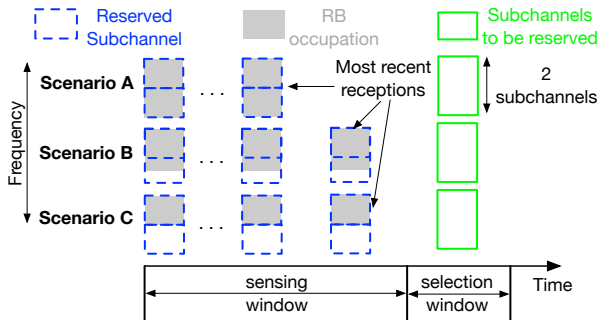 Reserved
Subchannel
RB
occupation
Subchannels
to be reserved
Scenario A
. . .
Most recent
receptions
2
subchannels
Frequency
Scenario B
. . .
Scenario C
. . .
sensing
window
selection
window
Time